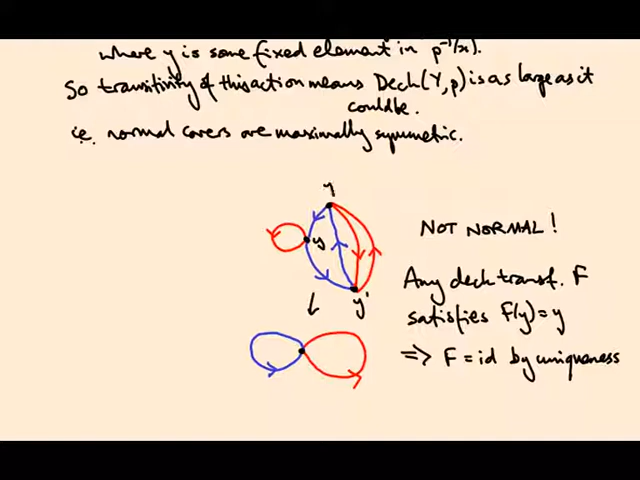 where y is some fixed element in p⁻¹(x).
So transitivity of this action means Deck(Y,p) is as large as it
could be.
i.e. normal covers are maximally symmetric.
y
y
y'
NOT NORMAL!
Any deck transf. F
satisfies F(y)=y
⇒ F = id by uniqueness